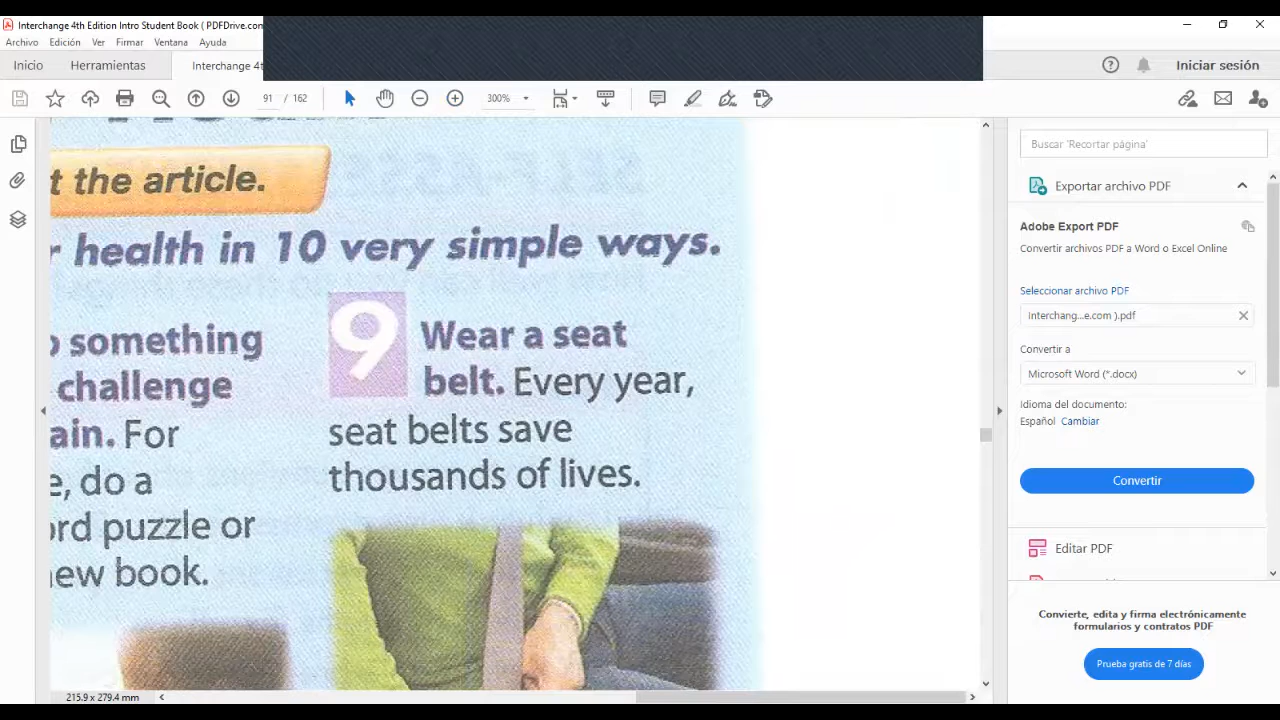 Interchange 4th Edition Intro Student Book ( PDFDrive.con
Archivo Edición Ver Firmar Ventana Ayuda
Inicio Herramientas Interchange 4t
Iniciar sesión
91 / 162 300%
t the article.
r health in 10 very simple ways.
something
challenge
ain. For
e, do a
ord puzzle or
new book.
9 Wear a seat
belt. Every year,
seat belts save
thousands of lives.
Buscar 'Recortar página'
Exportar archivo PDF
Adobe Export PDF
Convertir archivos PDF a Word o Excel Online
Seleccionar archivo PDF
Interchang...e.com ).pdf
Convertir a
Microsoft Word (*.docx)
Idioma del documento:
Español Cambiar
Convertir
Editar PDF
Convierte, edita y firma electrónicamente
formularios y contratos PDF
Prueba gratis de 7 días
215.9 x 279.4 mm